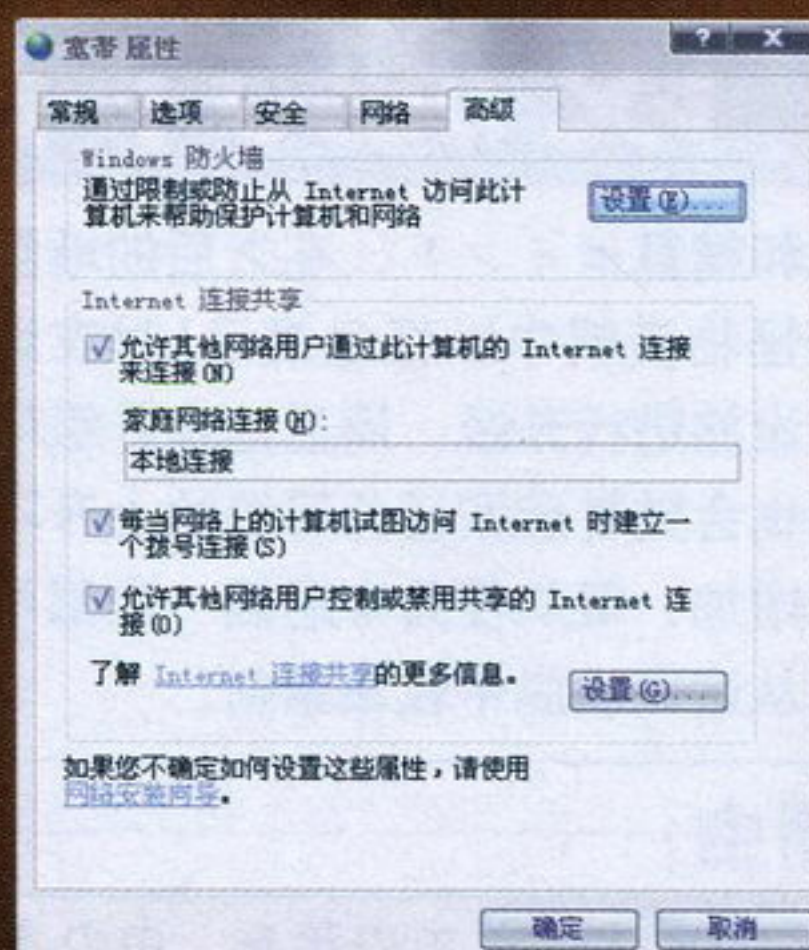 宽带 属性
? X
常规 选项 安全 网络 高级
Windows 防火墙
通过限制或防止从 Internet 访问此计
算机来帮助保护计算机和网络
设置(E)...
Internet 连接共享
允许其他网络用户通过此计算机的 Internet 连接
来连接(N)
家庭网络连接(H):
本地连接
每当网络上的计算机试图访问 Internet 时建立一
个拨号连接(S)
允许其他网络用户控制或禁用共享的 Internet 连
接(O)
了解 Internet 连接共享的更多信息。
设置(G)...
如果您不确定如何设置这些属性，请使用
网络安装向导。
确定 取消